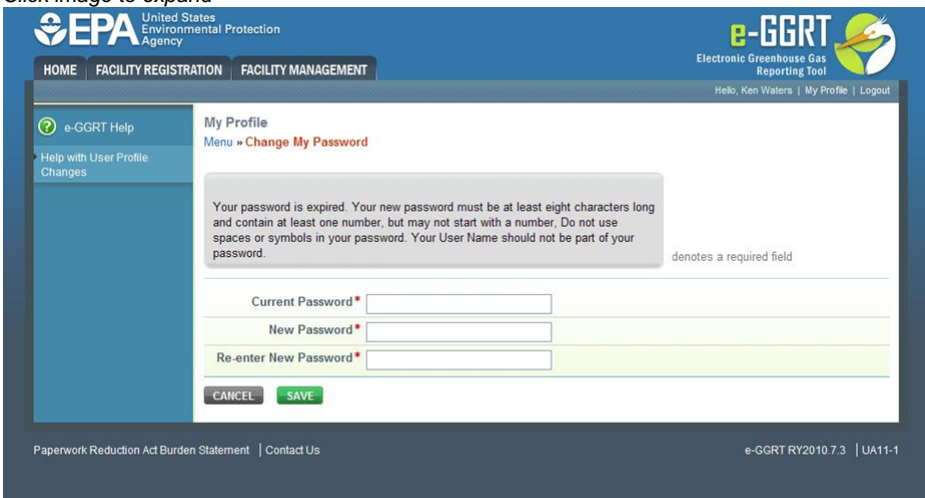 Click image to expand
EPA United States
Environmental Protection
Agency
e-GGRT
Electronic Greenhouse Gas
Reporting Tool
HOME FACILITY REGISTRATION FACILITY MANAGEMENT
Hello, Ken Waters | My Profile | Logout
e-GGRT Help
Help with User Profile
Changes
My Profile
Menu » Change My Password
Your password is expired. Your new password must be at least eight characters long
and contain at least one number, but may not start with a number, Do not use
spaces or symbols in your password. Your User Name should not be part of your
password.
denotes a required field
Current Password*
New Password*
Re-enter New Password*
CANCEL SAVE
Paperwork Reduction Act Burden Statement | Contact Us
e-GGRT RY2010.7.3 | UA11-1